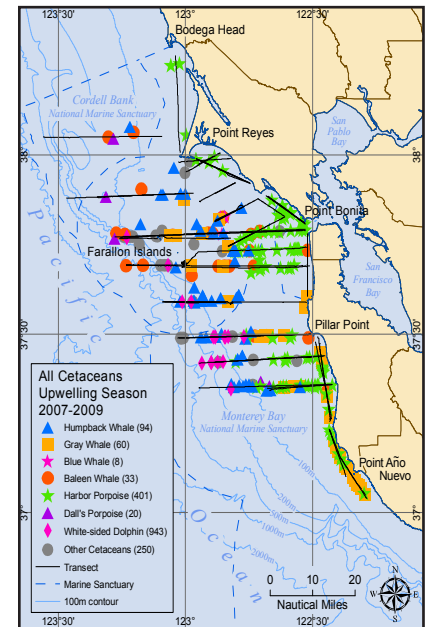 123°30'
123°
122°30'
Bodega Head
Cordell Bank
National Marine Sanctuary
Point Reyes
San
Pablo
Bay
38°
38°
Point Bonita
Farallon Islands
San
Francisco
Bay
Pacific
Pillar Point
37°30'
37°30'
All Cetaceans
Upwelling Season
2007-2009
Humpback Whale (94)
Gray Whale (60)
Blue Whale (8)
Baleen Whale (33)
Harbor Porpoise (401)
Dall's Porpoise (20)
White-sided Dolphin (943)
Other Cetaceans (250)
Transect
Marine Sanctuary
100m contour
Monterey Bay
National Marine Sanctuary
100m
200m
500m
1000m
2000m
Point Año
Nuevo
37°
37°
Ocean
0 10 20
Nautical Miles
N
W E
S
123°30'
123°
122°30'